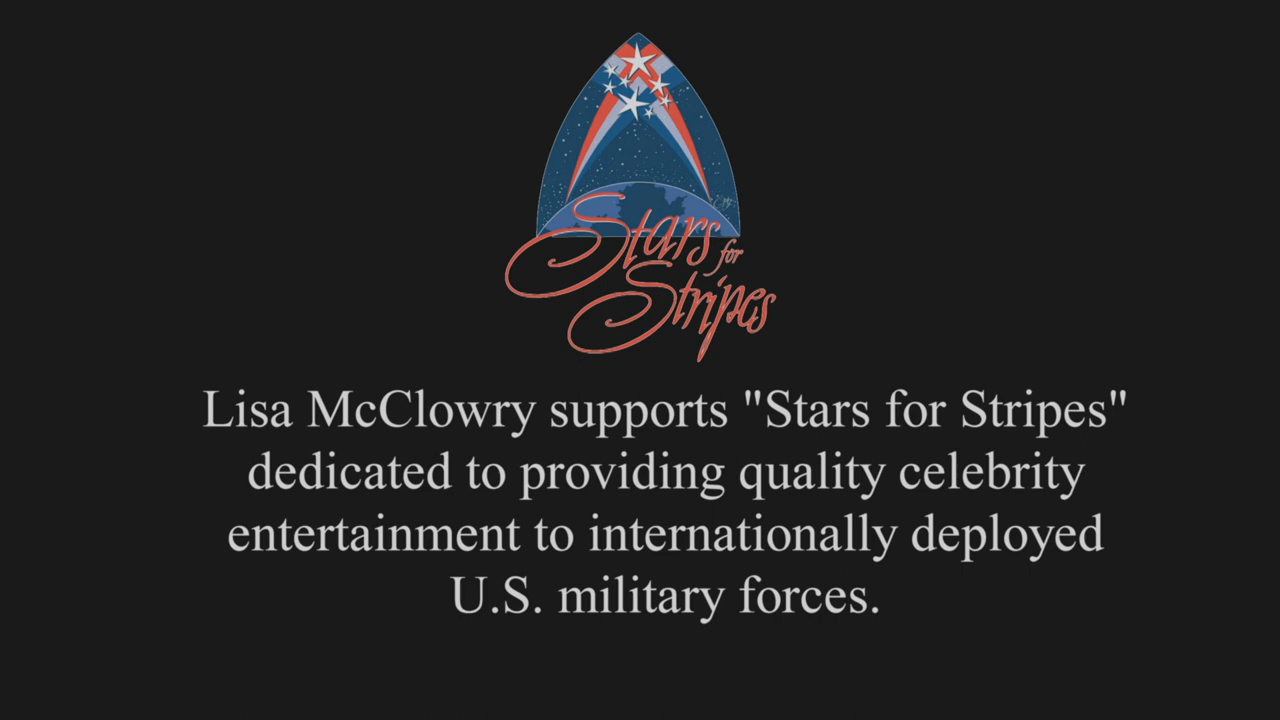 Stars for
Stripes
Lisa McClowry supports "Stars for Stripes"
dedicated to providing quality celebrity
entertainment to internationally deployed
U.S. military forces.